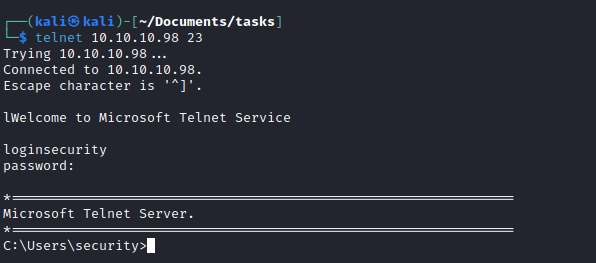 ┌──(kali㉿kali)-[~/Documents/tasks]
└─$ telnet 10.10.10.98 23
Trying 10.10.10.98...
Connected to 10.10.10.98.
Escape character is '^]'.
lWelcome to Microsoft Telnet Service
loginsecurity
password:
*===============================================================
Microsoft Telnet Server.
*===============================================================
C:\Users\security>